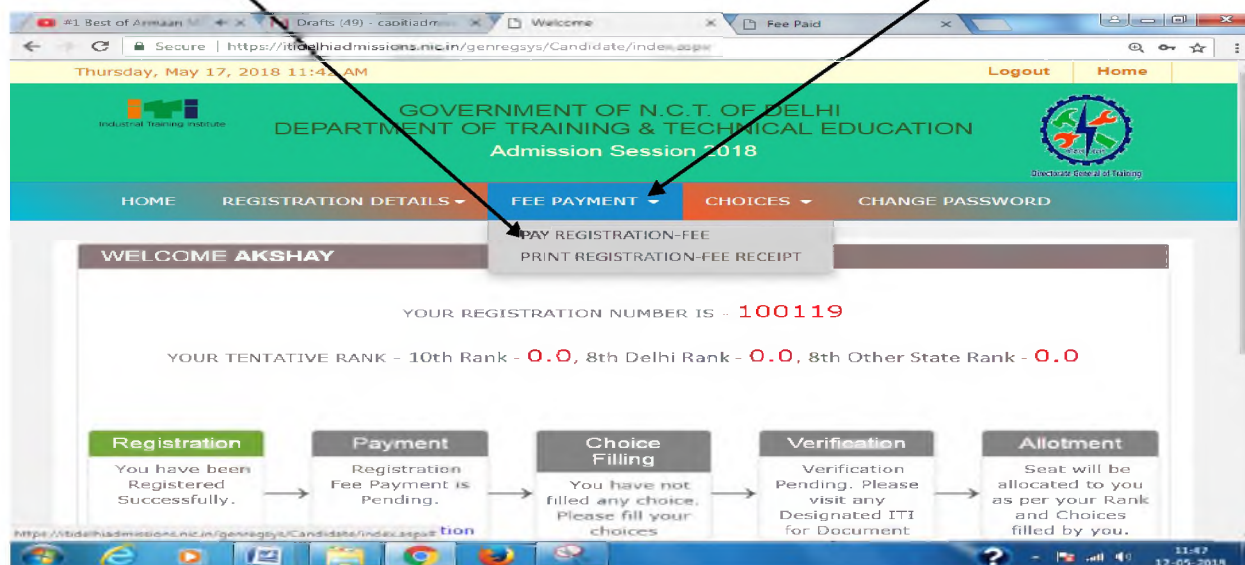 #1 Best of Armaan M
Drafts (49) - capitiadm
Welcome
Fee Paid
Secure | https://itidelhiadmissions.nic.in/genregsys/Candidate/index.aspx
Thursday, May 17, 2018 11:42 AM
Logout Home
iti
Industrial Training Institute
GOVERNMENT OF N.C.T. OF DELHI
DEPARTMENT OF TRAINING & TECHNICAL EDUCATION
Admission Session 2018
Directorate General of Training
HOME REGISTRATION DETAILS FEE PAYMENT CHOICES CHANGE PASSWORD
PAY REGISTRATION-FEE
PRINT REGISTRATION-FEE RECEIPT
WELCOME AKSHAY
YOUR REGISTRATION NUMBER IS - 100119
YOUR TENTATIVE RANK - 10th Rank - 0.0, 8th Delhi Rank - 0.0, 8th Other State Rank - 0.0
Registration
You have been
Registered
Successfully.
Payment
Registration
Fee Payment is
Pending.
tion
Choice
Filling
You have not
filled any choice.
Please fill your
choices
Verification
Verification
Pending. Please
visit any
Designated ITI
for Document
Allotment
Seat will be
allocated to you
as per your Rank
and Choices
filled by you.
https://itidelhiadmissions.nic.in/genregsys/Candidate/index.aspx#
11:47
17-05-2018